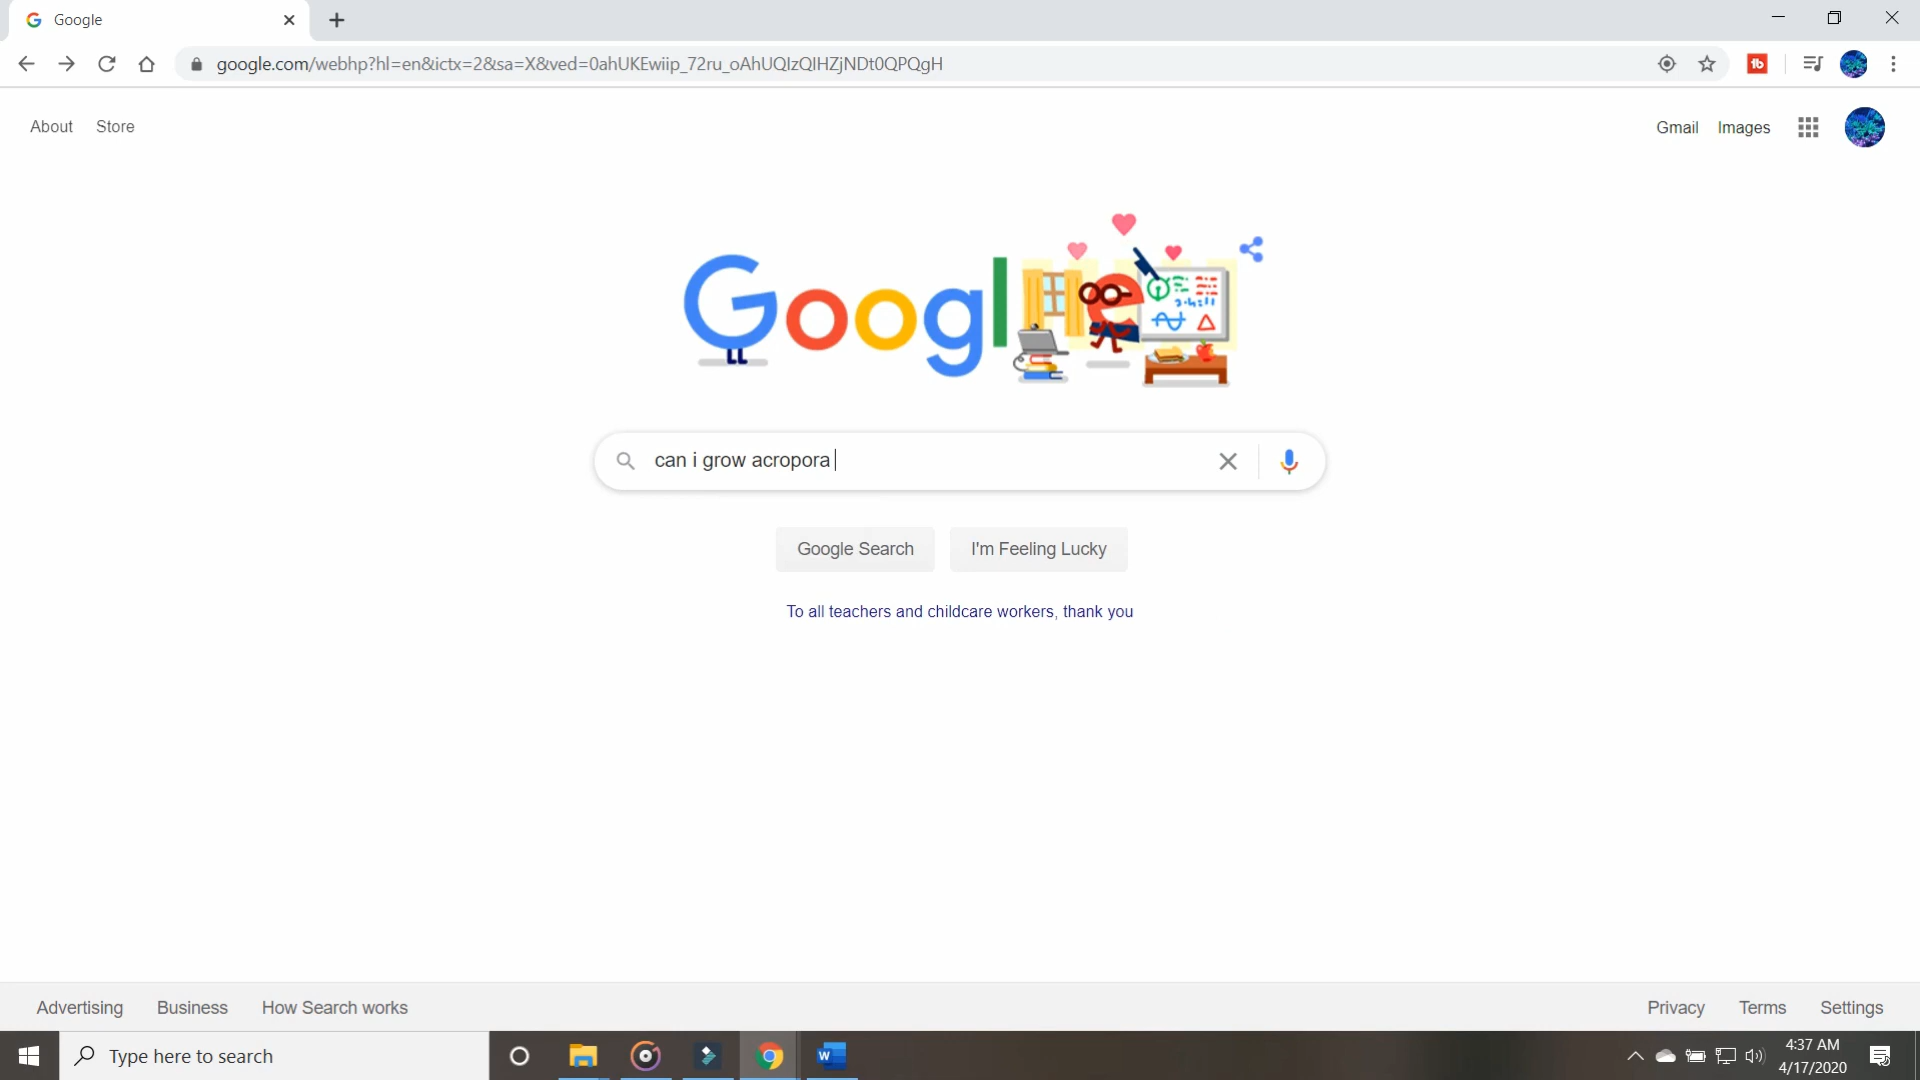 Google
google.com/webhp?hl=en&ictx=2&sa=X&ved=0ahUKEwiip_72ru_oAhUQIzQIHZjNDt0QPQgH
About Store
Gmail Images
Google
can i grow acropora
Google Search I'm Feeling Lucky
To all teachers and childcare workers, thank you
Advertising Business How Search works
Privacy Terms Settings
Type here to search
4:37 AM
4/17/2020